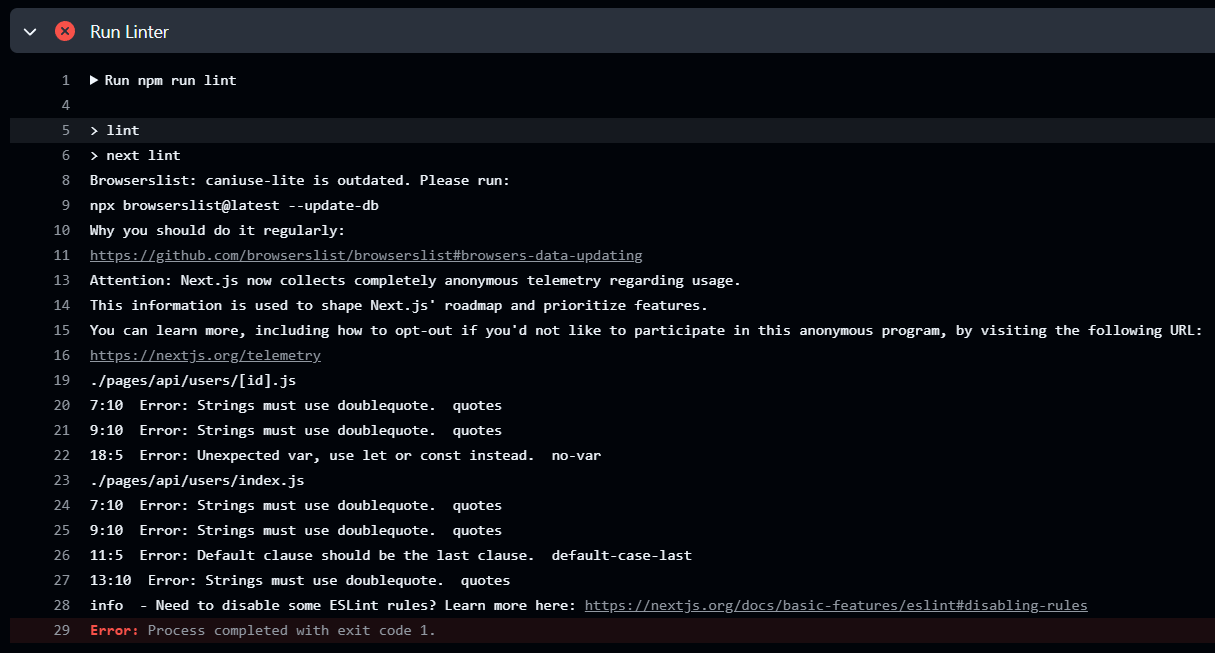 Run Linter
1 ▶ Run npm run lint
4
5 > lint
6 > next lint
8 Browserslist: caniuse-lite is outdated. Please run:
9 npx browserslist@latest --update-db
10 Why you should do it regularly:
11 https://github.com/browserslist/browserslist#browsers-data-updating
13 Attention: Next.js now collects completely anonymous telemetry regarding usage.
14 This information is used to shape Next.js' roadmap and prioritize features.
15 You can learn more, including how to opt-out if you'd not like to participate in this anonymous program, by visiting the following URL:
16 https://nextjs.org/telemetry
19 ./pages/api/users/[id].js
20 7:10  Error: Strings must use doublequote.  quotes
21 9:10  Error: Strings must use doublequote.  quotes
22 18:5  Error: Unexpected var, use let or const instead.  no-var
23 ./pages/api/users/index.js
24 7:10  Error: Strings must use doublequote.  quotes
25 9:10  Error: Strings must use doublequote.  quotes
26 11:5  Error: Default clause should be the last clause.  default-case-last
27 13:10  Error: Strings must use doublequote.  quotes
28 info  - Need to disable some ESLint rules? Learn more here: https://nextjs.org/docs/basic-features/eslint#disabling-rules
29 Error: Process completed with exit code 1.